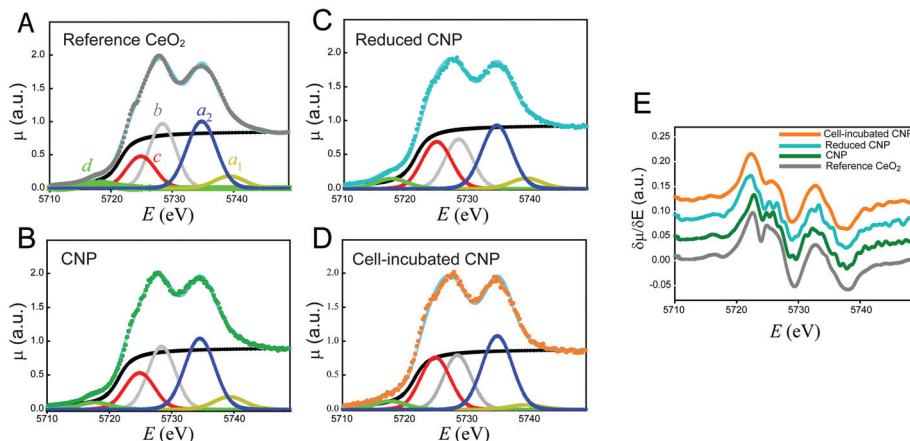 A
Reference CeO₂
μ (a.u.)
2.0
1.5
1.0
0.5
0.0
d
c
b
a₂
a₁
5710
5720
5730
5740
E (eV)
B
CNP
μ (a.u.)
2.0
1.5
1.0
0.5
0.0
5710
5720
5730
5740
E (eV)
C
Reduced CNP
μ (a.u.)
2.0
1.5
1.0
0.5
0.0
5710
5720
5730
5740
D
Cell-incubated CNP
μ (a.u.)
2.0
1.5
1.0
0.5
0.0
5710
5720
5730
5740
E (eV)
E
Cell-incubated CNP
Reduced CNP
CNP
Reference CeO₂
δμ/δE (a.u.)
0.25
0.20
0.15
0.10
0.05
0.00
-0.05
5710
5720
5730
5740
E (eV)